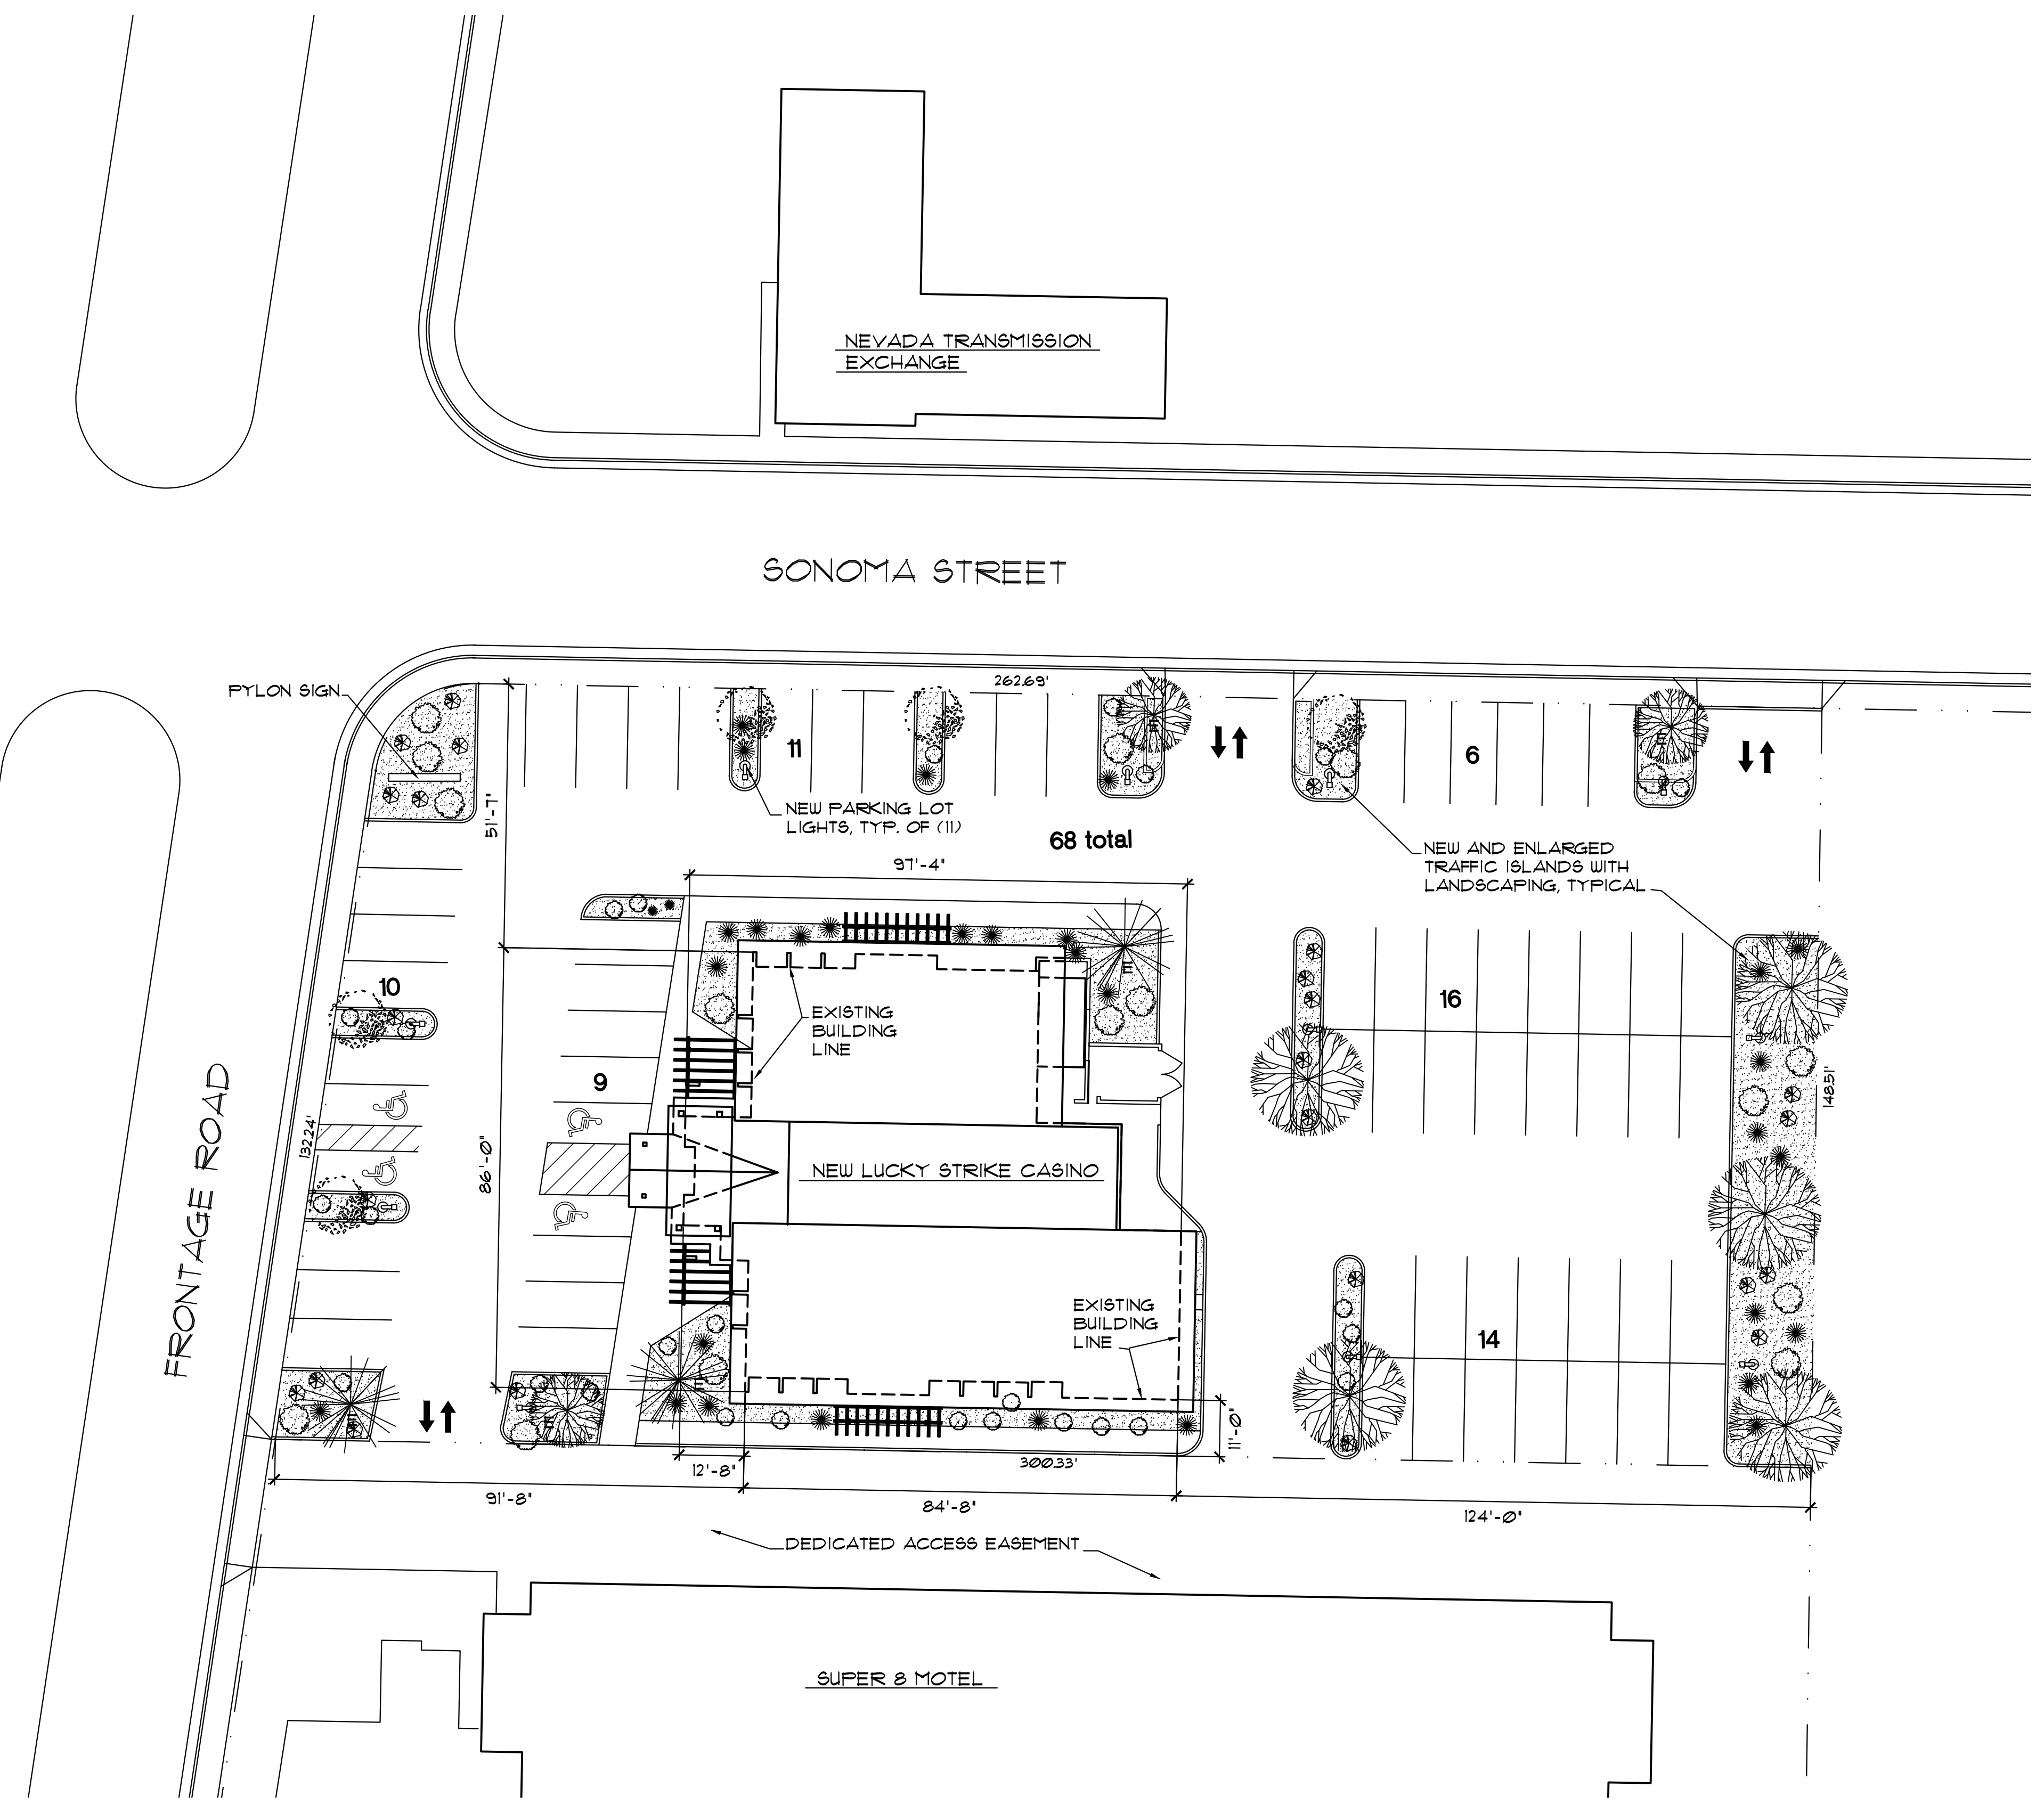 NEVADA TRANSMISSION
EXCHANGE
SONOMA STREET
PYLON SIGN
262.69'
11
6
51'-7"
NEW PARKING LOT
LIGHTS, TYP. OF (11)
68 total
NEW AND ENLARGED
TRAFFIC ISLANDS WITH
LANDSCAPING, TYPICAL
97'-4"
10
E
E
E
16
EXISTING
BUILDING
LINE
9
FRONTAGE ROAD
132.24'
148.51'
86'-0"
NEW LUCKY STRIKE CASINO
EXISTING
BUILDING
LINE
14
E
E
E
11'-0"
12'-8"
300.33'
91'-8"
84'-8"
124'-0"
DEDICATED ACCESS EASEMENT
SUPER 8 MOTEL